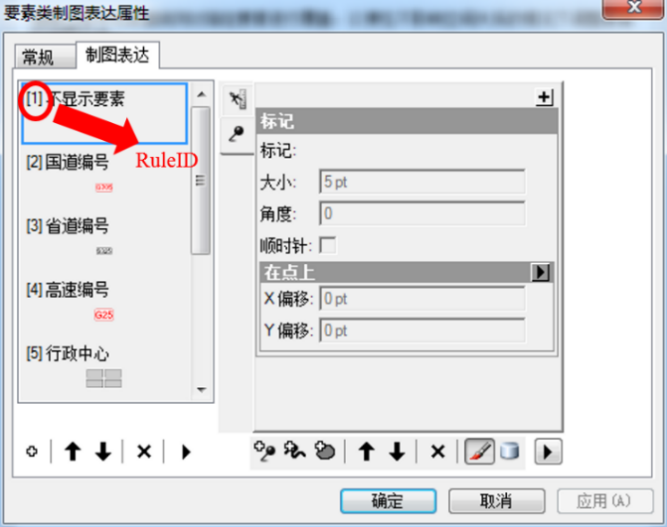 要素类制图表达属性
常规
制图表达
[1] 不显示要素
RuleID
[2] 国道编号
[3] 省道编号
[4] 高速编号
G25
[5] 行政中心
标记
标记:
大小: 5 pt
角度: 0
顺时针:
在点上
X 偏移: 0 pt
Y 偏移: 0 pt
确定
取消
应用(A)